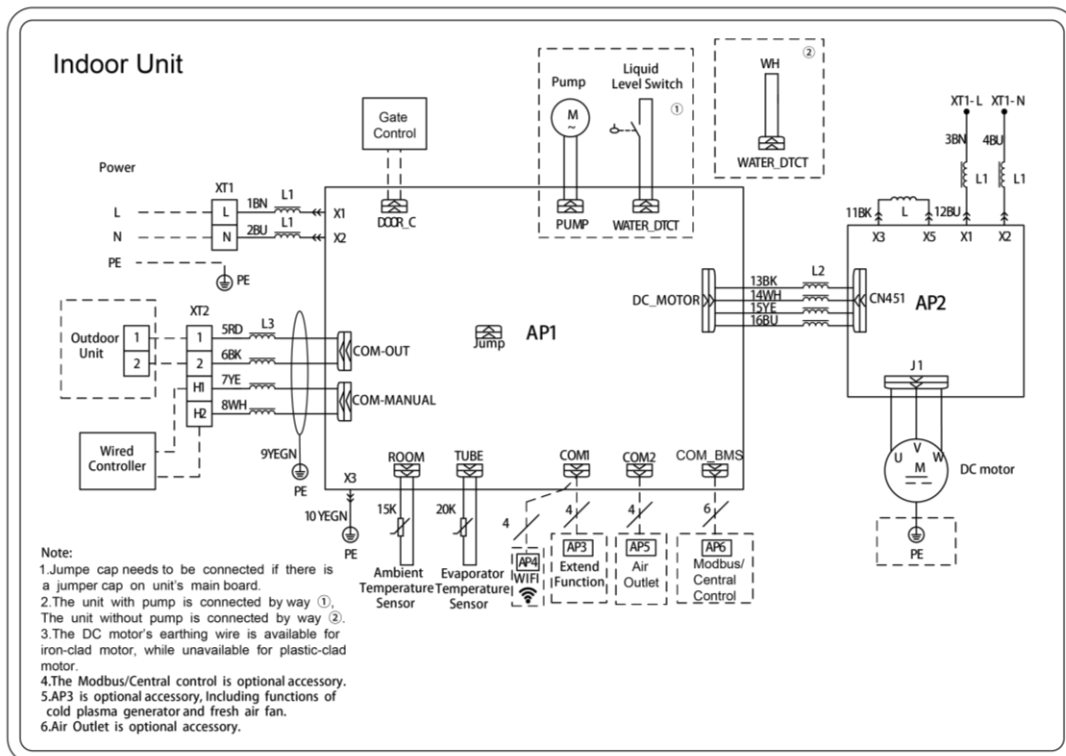 Indoor Unit
Power
L
N
PE
XT1
L
N
1BN
L1
2BU
L1
X1
X2
PE
Gate
Control
DOOR_C
Pump
M
~
PUMP
Liquid
Level Switch
①
WATER_DTCT
②
WH
WATER_DTCT
XT1-L
XT1-N
3BN
4BU
L1
L1
11BK
L
12BU
X3
X5
X1
X2
AP2
CN451
DC_MOTOR
13BK
L2
14WH
15YE
16BU
AP1
Jump
J1
U
V
W
M
DC motor
PE
Outdoor
Unit
1
2
XT2
1
2
H1
H2
5RD
L3
6BK
7YE
8WH
COM-OUT
COM-MANUAL
Wired
Controller
9YEGN
PE
X3
10 YEGN
PE
ROOM
TUBE
COM1
COM2
COM_BMS
15K
20K
4
4
4
6
Ambient
Temperature
Sensor
Evaporator
Temperature
Sensor
AP4
WIFI
AP3
Extend
Function
AP5
Air
Outlet
AP6
Modbus/
Central
Control
Note:
1.Jumpe cap needs to be connected if there is
a jumper cap on unit's main board.
2.The unit with pump is connected by way ①,
The unit without pump is connected by way ②.
3.The DC motor's earthing wire is available for
iron-clad motor, while unavailable for plastic-clad
motor.
4.The Modbus/Central control is optional accessory.
5.AP3 is optional accessory, Including functions of
cold plasma generator and fresh air fan.
6.Air Outlet is optional accessory.